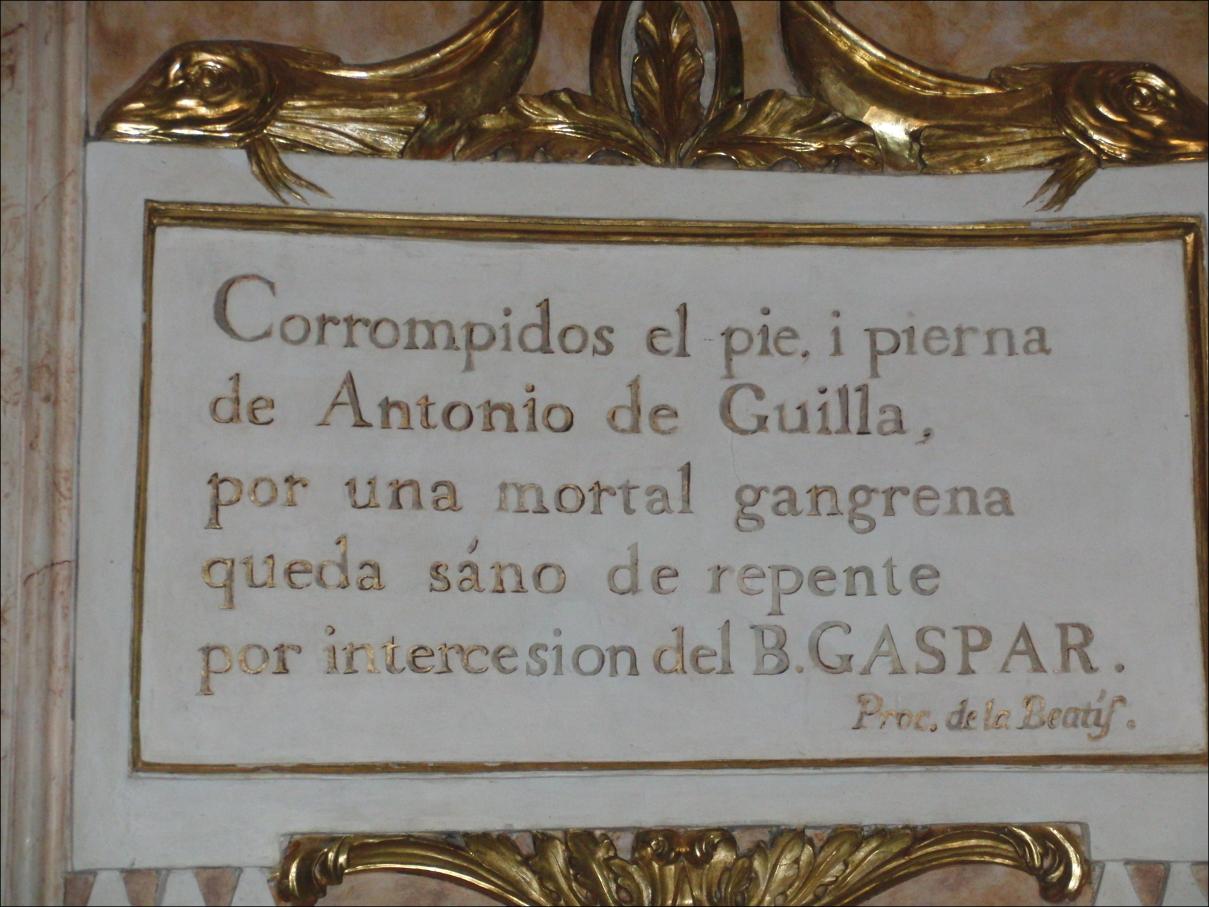 Corrompidos el pie, i pierna
de Antonio de Guilla,
por una mortal gangrena
queda sáno de repente
por intercesion del B. GASPAR.
Proc. de la Beatif.